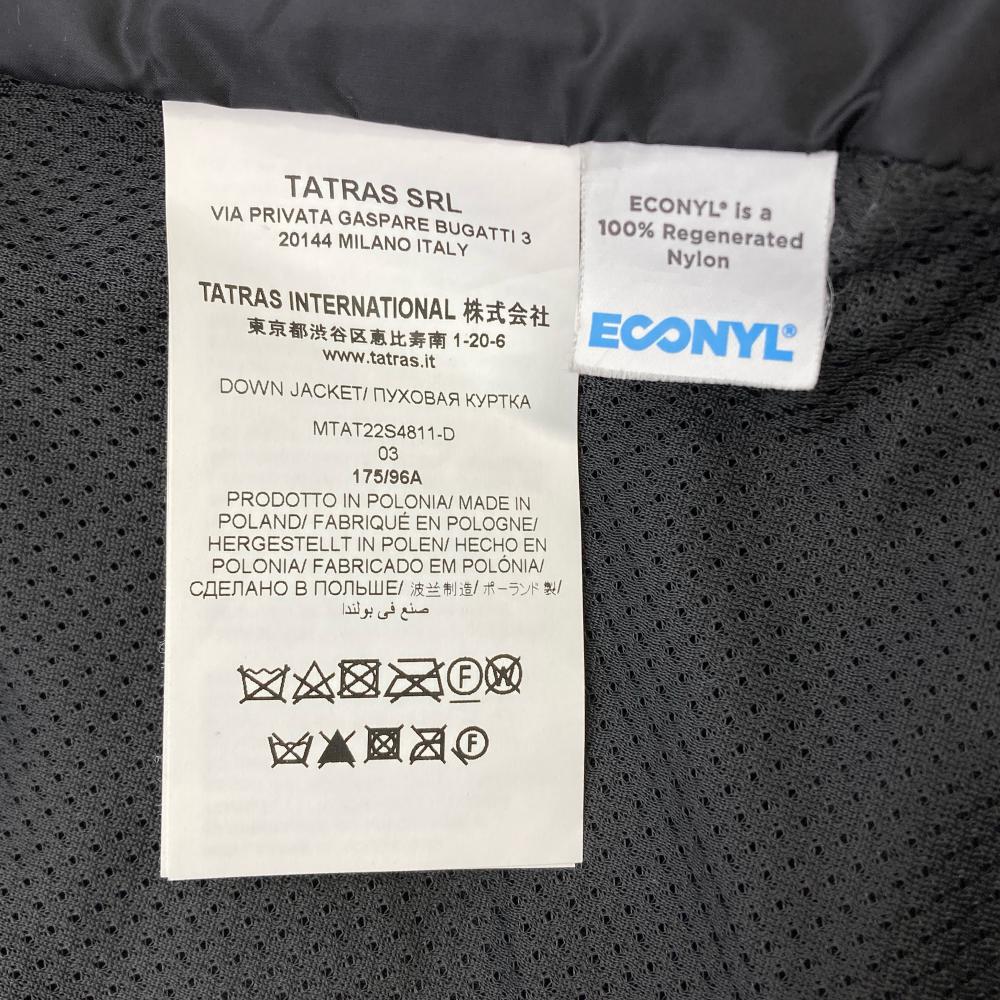 TATRAS SRL
VIA PRIVATA GASPARE BUGATTI 3
20144 MILANO ITALY
TATRAS INTERNATIONAL 株式会社
東京都渋谷区恵比寿南 1-20-6
www.tatras.it
DOWN JACKET/ ПУХОВАЯ КУРТКА
MTAT22S4811-D
03
175/96A
PRODOTTO IN POLONIA/ MADE IN
POLAND/ FABRIQUÉ EN POLOGNE/
HERGESTELLT IN POLEN/ HECHO EN
POLONIA/ FABRICADO EM POLÓNIA/
СДЕЛАНО В ПОЛЬШЕ/ 波兰制造/ ポーランド製/
صنع في بولندا
F W
F
ECONYL® is a
100% Regenerated
Nylon
ECONYL®